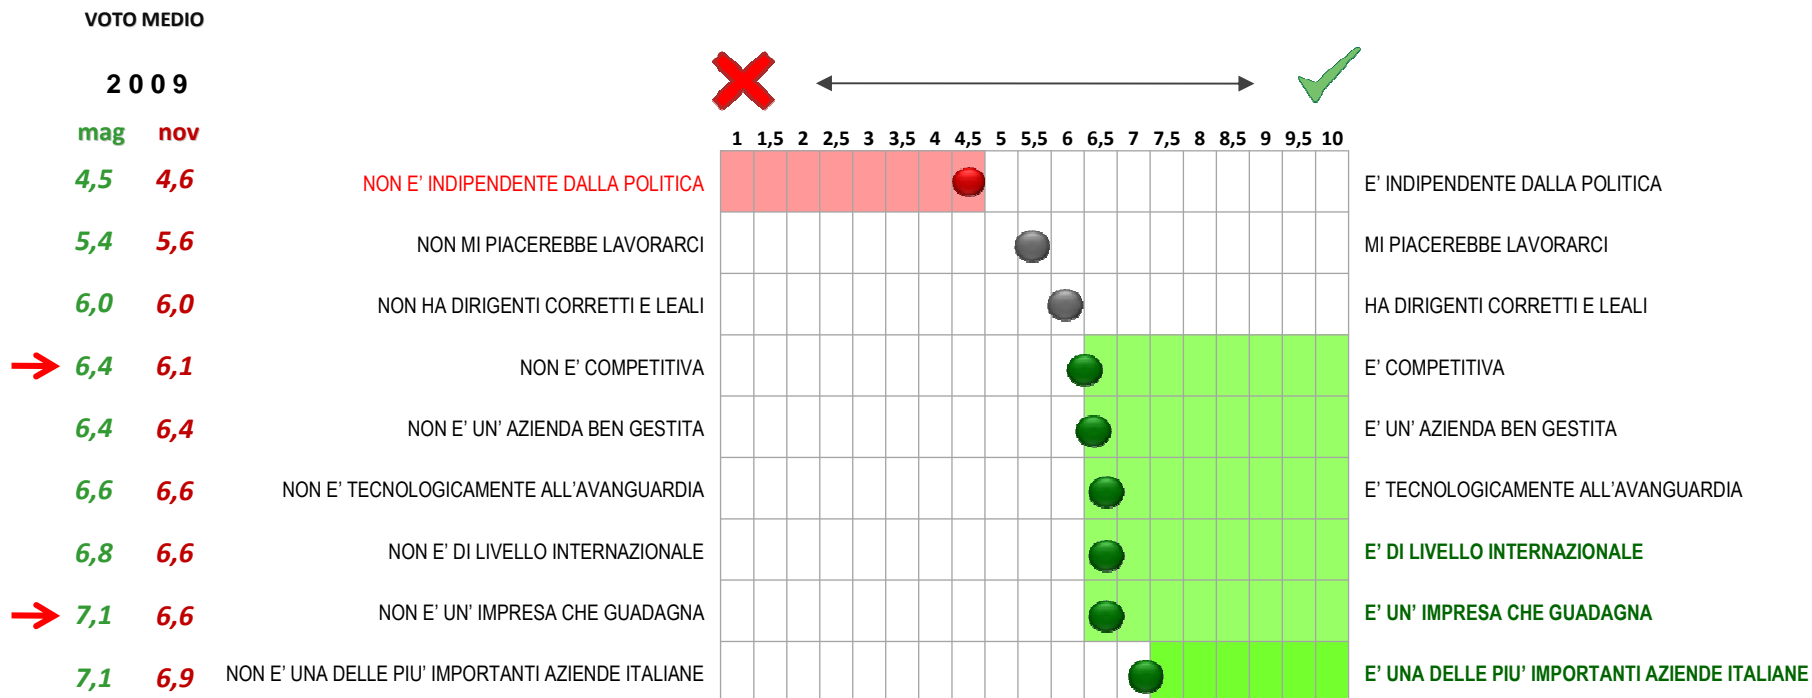 VOTO MEDIO
2 0 0 9
mag nov
1 1,5 2 2,5 3 3,5 4 4,5 5 5,5 6 6,5 7 7,5 8 8,5 9 9,5 10
4,5 4,6 NON E’ INDIPENDENTE DALLA POLITICA E’ INDIPENDENTE DALLA POLITICA
5,4 5,6 NON MI PIACEREBBE LAVORARCI MI PIACEREBBE LAVORARCI
6,0 6,0 NON HA DIRIGENTI CORRETTI E LEALI HA DIRIGENTI CORRETTI E LEALI
6,4 6,1 NON E’ COMPETITIVA E’ COMPETITIVA
6,4 6,4 NON E’ UN’ AZIENDA BEN GESTITA E’ UN’ AZIENDA BEN GESTITA
6,6 6,6 NON E’ TECNOLOGICAMENTE ALL’AVANGUARDIA E’ TECNOLOGICAMENTE ALL’AVANGUARDIA
6,8 6,6 NON E’ DI LIVELLO INTERNAZIONALE E’ DI LIVELLO INTERNAZIONALE
7,1 6,6 NON E’ UN’ IMPRESA CHE GUADAGNA E’ UN’ IMPRESA CHE GUADAGNA
7,1 6,9 NON E’ UNA DELLE PIU’ IMPORTANTI AZIENDE ITALIANE E’ UNA DELLE PIU’ IMPORTANTI AZIENDE ITALIANE